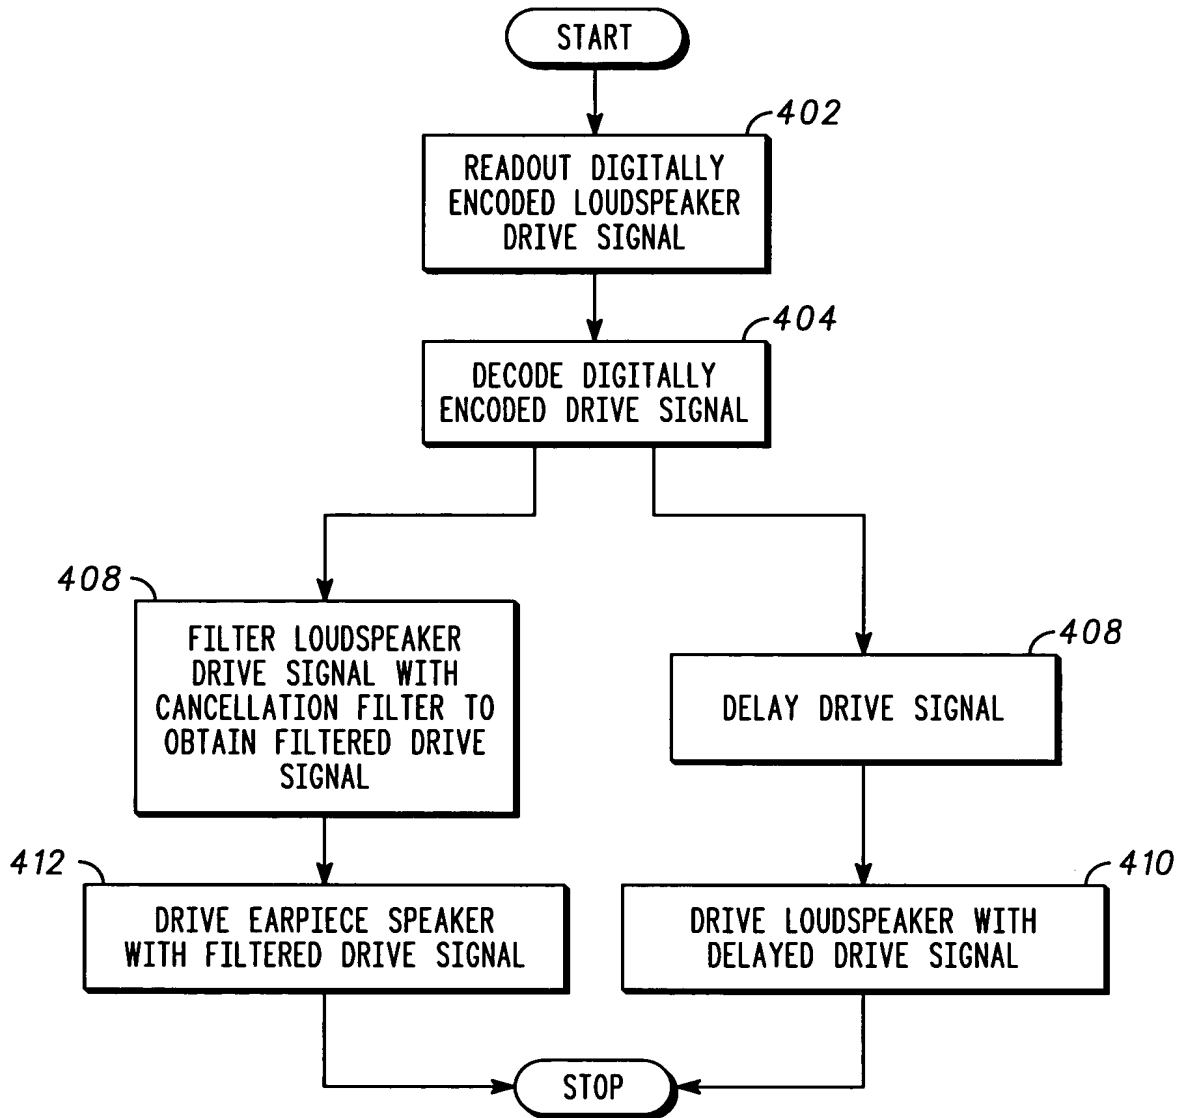 START
402
READOUT DIGITALLY
ENCODED LOUDSPEAKER
DRIVE SIGNAL
404
DECODE DIGITALLY
ENCODED DRIVE SIGNAL
408
FILTER LOUDSPEAKER
DRIVE SIGNAL WITH
CANCELLATION FILTER TO
OBTAIN FILTERED DRIVE
SIGNAL
408
DELAY DRIVE SIGNAL
412
DRIVE EARPIECE SPEAKER
WITH FILTERED DRIVE SIGNAL
410
DRIVE LOUDSPEAKER WITH
DELAYED DRIVE SIGNAL
STOP